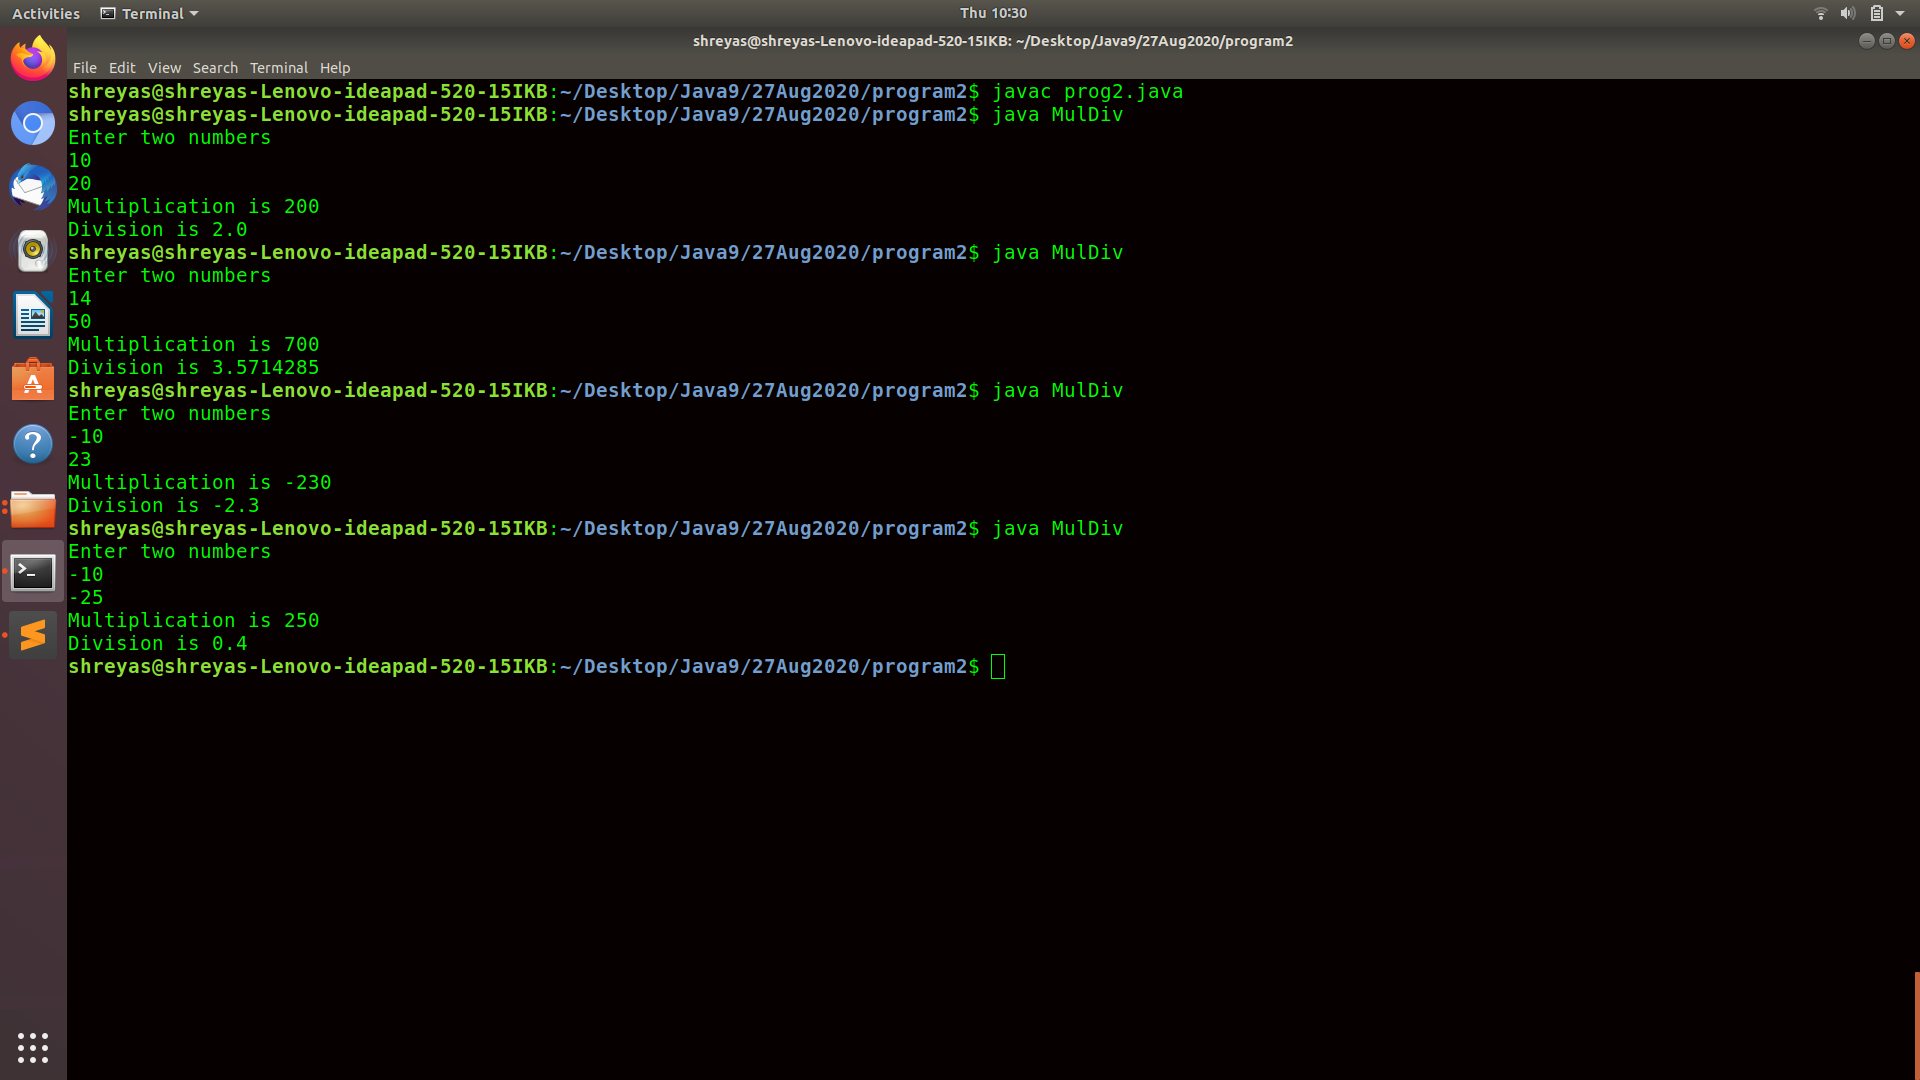 Activities Terminal Thu 10:30
shreyas@shreyas-Lenovo-ideapad-520-15IKB: ~/Desktop/Java9/27Aug2020/program2
File Edit View Search Terminal Help
shreyas@shreyas-Lenovo-ideapad-520-15IKB:~/Desktop/Java9/27Aug2020/program2$ javac prog2.java
shreyas@shreyas-Lenovo-ideapad-520-15IKB:~/Desktop/Java9/27Aug2020/program2$ java MulDiv
Enter two numbers
10
20
Multiplication is 200
Division is 2.0
shreyas@shreyas-Lenovo-ideapad-520-15IKB:~/Desktop/Java9/27Aug2020/program2$ java MulDiv
Enter two numbers
14
50
Multiplication is 700
Division is 3.5714285
shreyas@shreyas-Lenovo-ideapad-520-15IKB:~/Desktop/Java9/27Aug2020/program2$ java MulDiv
Enter two numbers
-10
23
Multiplication is -230
Division is -2.3
shreyas@shreyas-Lenovo-ideapad-520-15IKB:~/Desktop/Java9/27Aug2020/program2$ java MulDiv
Enter two numbers
-10
-25
Multiplication is 250
Division is 0.4
shreyas@shreyas-Lenovo-ideapad-520-15IKB:~/Desktop/Java9/27Aug2020/program2$